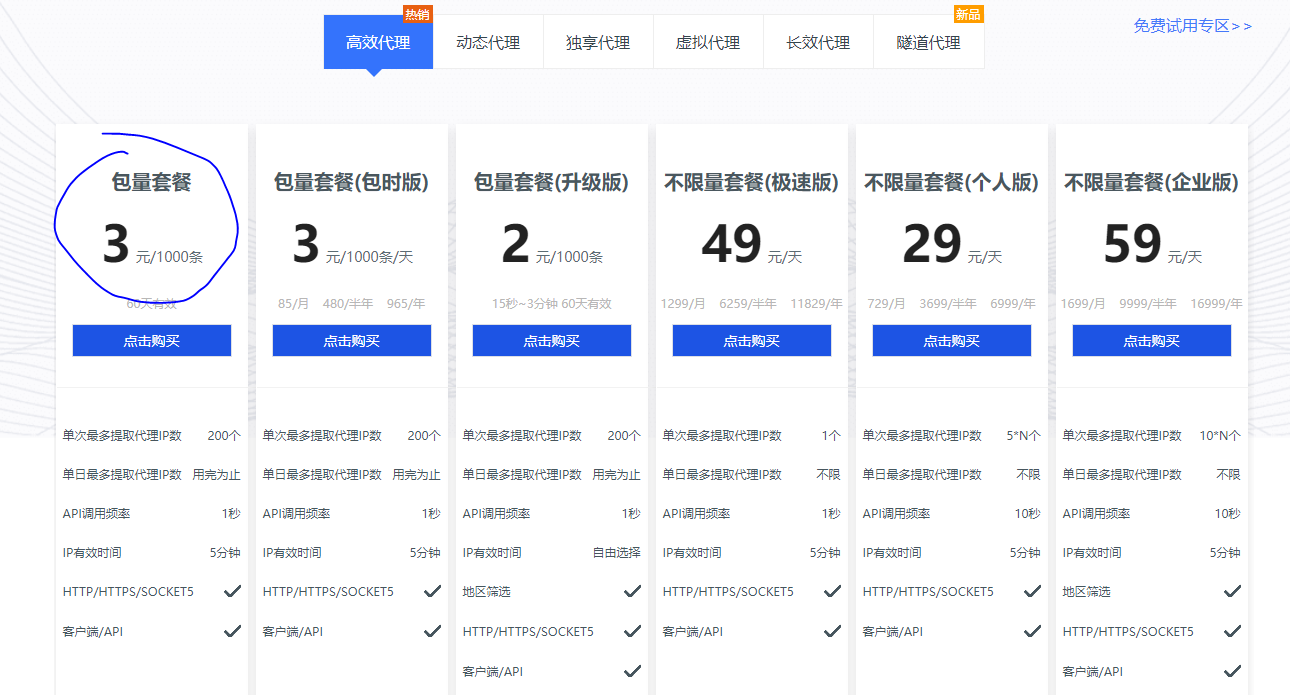 热销
新品
高效代理 动态代理 独享代理 虚拟代理 长效代理 隧道代理
免费试用专区>>
包量套餐
3 元/1000条
60天有效
点击购买
单次最多提取代理IP数 200个
单日最多提取代理IP数 用完为止
API调用频率 1秒
IP有效时间 5分钟
HTTP/HTTPS/SOCKET5
客户端/API
包量套餐(包时版)
3 元/1000条/天
85/月 480/半年 965/年
点击购买
单次最多提取代理IP数 200个
单日最多提取代理IP数 用完为止
API调用频率 1秒
IP有效时间 5分钟
HTTP/HTTPS/SOCKET5
客户端/API
包量套餐(升级版)
2 元/1000条
15秒~3分钟 60天有效
点击购买
单次最多提取代理IP数 200个
单日最多提取代理IP数 用完为止
API调用频率 1秒
IP有效时间 自由选择
地区筛选
HTTP/HTTPS/SOCKET5
客户端/API
不限量套餐(极速版)
49 元/天
1299/月 6259/半年 11829/年
点击购买
单次最多提取代理IP数 1个
单日最多提取代理IP数 不限
API调用频率 1秒
IP有效时间 5分钟
HTTP/HTTPS/SOCKET5
客户端/API
不限量套餐(个人版)
29 元/天
729/月 3699/半年 6999/年
点击购买
单次最多提取代理IP数 5*N个
单日最多提取代理IP数 不限
API调用频率 10秒
IP有效时间 5分钟
HTTP/HTTPS/SOCKET5
客户端/API
不限量套餐(企业版)
59 元/天
1699/月 9999/半年 16999/年
点击购买
单次最多提取代理IP数 10*N个
单日最多提取代理IP数 不限
API调用频率 10秒
IP有效时间 5分钟
地区筛选
HTTP/HTTPS/SOCKET5
客户端/API